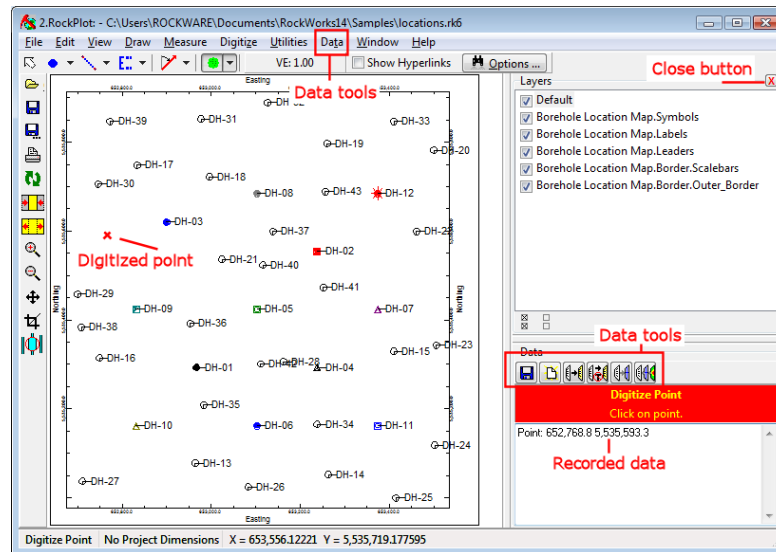 2.RockPlot: - C:\Users\ROCKWARE\Documents\RockWorks14\Samples\locations.rk6
File Edit View Draw Measure Digitize Utilities Data Window Help
VE: 1.00 Show Hyperlinks Options ...
Data tools
Close button
X
Easting
Layers
Default
Borehole Location Map.Symbols
Borehole Location Map.Labels
Borehole Location Map.Leaders
Borehole Location Map.Border.Scalebars
Borehole Location Map.Border.Outer_Border
DH-39
DH-31
DH-33
DH-19
DH-20
DH-17
DH-30
DH-18
DH-08
DH-43
DH-12
DH-03
DH-37
Digitized point
DH-02
DH-21
DH-40
DH-29
DH-41
Northing
Northing
DH-09
DH-05
DH-07
DH-38
DH-36
DH-16
DH-28
DH-15
DH-23
DH-01
DH-04
DH-35
DH-10
DH-06
DH-34
DH-11
DH-24
DH-13
DH-14
DH-27
DH-26
DH-25
Easting
Data tools
Data
Digitize Point
Click on point.
Point: 652,768.8 5,535,593.3
Recorded data
Digitize Point No Project Dimensions X = 653,556.12221 Y = 5,535,719.177595